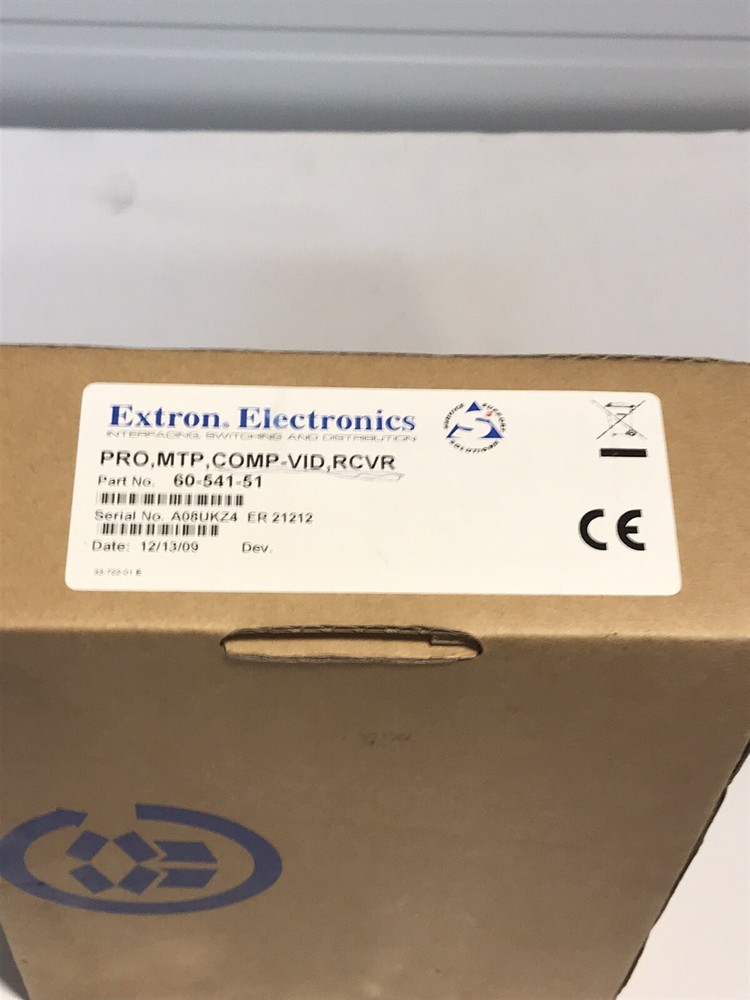 Extron® Electronics
INTERFACING, SWITCHING AND DISTRIBUTION
PRO,MTP,COMP-VID,RCVR
Part No. 60-541-51
Serial No. A08UKZ4 ER 21212
Date: 12/13/09 Dev.
CE